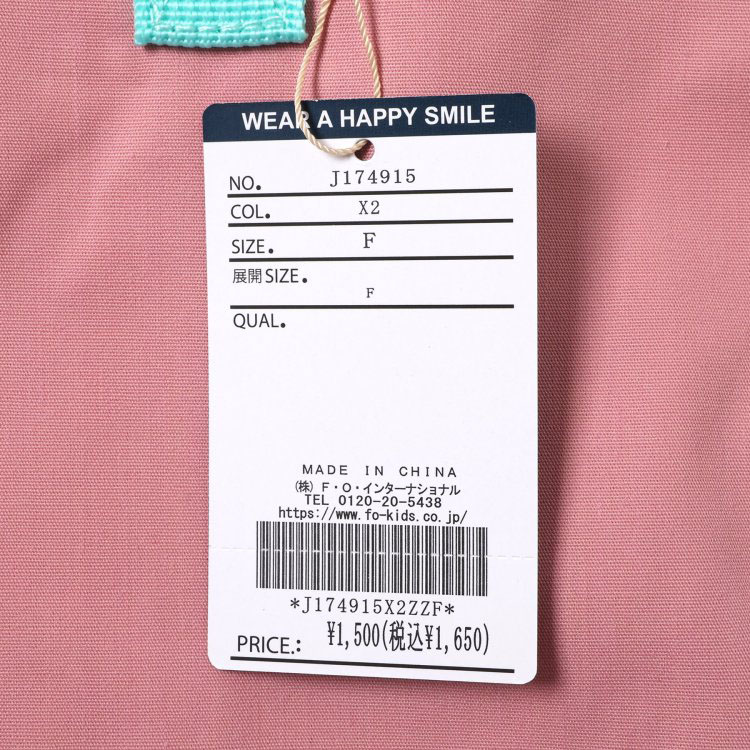 WEAR A HAPPY SMILE
NO. J174915
COL. X2
SIZE. F
展開SIZE.
F
QUAL.
MADE IN CHINA
(株) F・O・インターナショナル
TEL 0120-20-5438
https://www.fo-kids.co.jp/
*J174915X2ZZF*
PRICE.: ¥1,500(税込¥1,650)